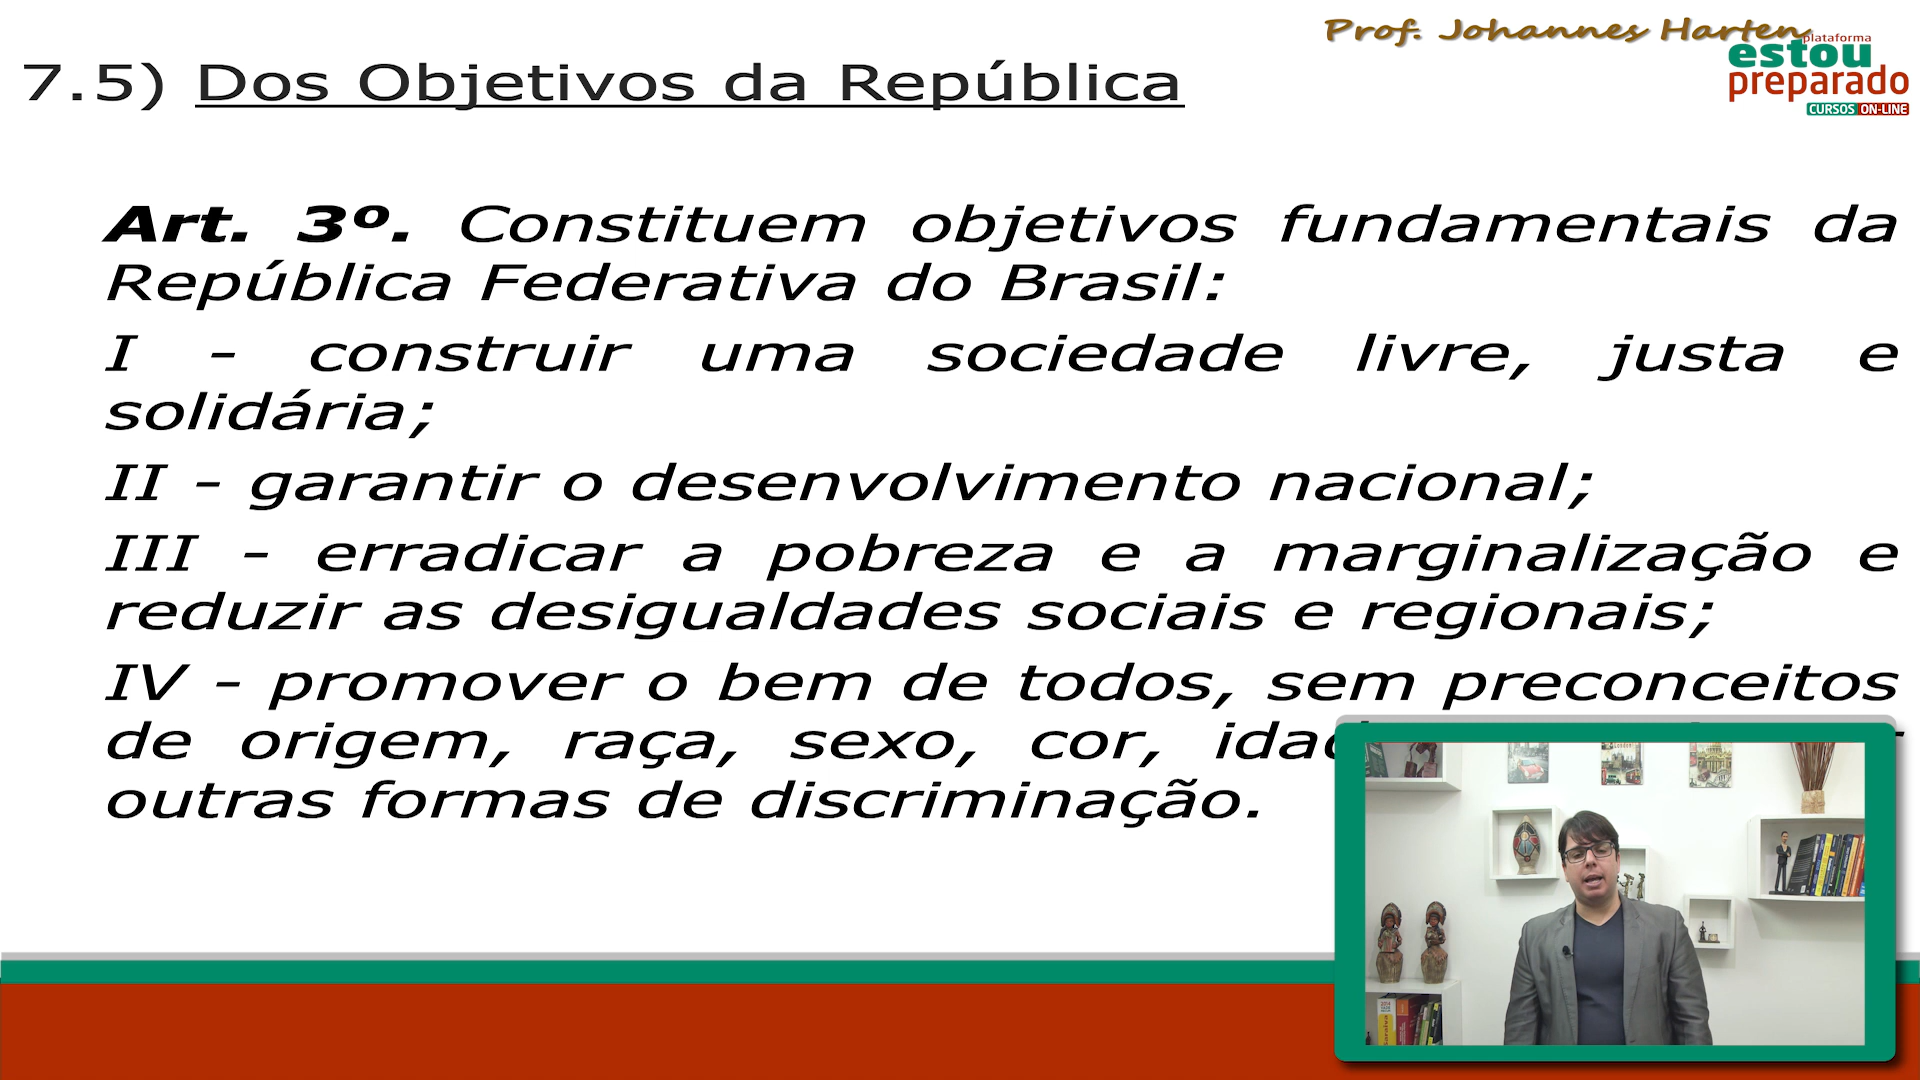 Prof. Johannes Harten
plataforma
estou
preparado
CURSOS ON-LINE
7.5) Dos Objetivos da República
Art. 3º. Constituem objetivos fundamentais da
República Federativa do Brasil:
I - construir uma sociedade livre, justa e
solidária;
II - garantir o desenvolvimento nacional;
III - erradicar a pobreza e a marginalização e
reduzir as desigualdades sociais e regionais;
IV - promover o bem de todos, sem preconceitos
de origem, raça, sexo, cor,
outras formas de discriminação.